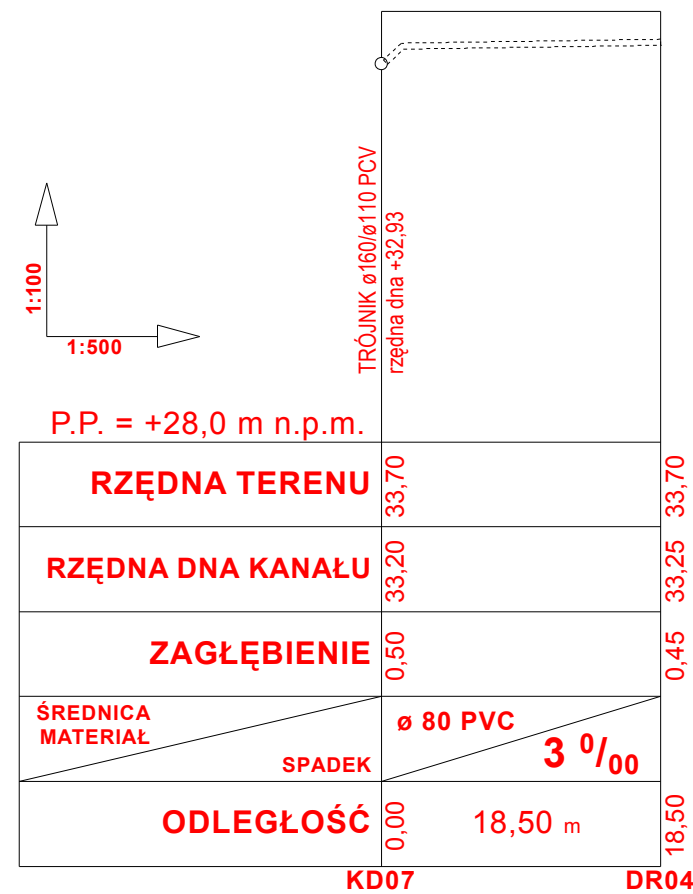 TRÓJNIK ø160/ø110 PCV
rzędna dna +32,93
1:100
1:500
P.P. = +28,0 m n.p.m.
RZĘDNA TERENU 33,70 33,70
RZĘDNA DNA KANAŁU 33,20 33,25
ZAGŁĘBIENIE 0,50 0,45
ŚREDNICA
MATERIAŁ
SPADEK
ø 80 PVC
3 ⁰/₀₀
ODLEGŁOŚĆ 0,00 18,50 m 18,50
KD07 DR04